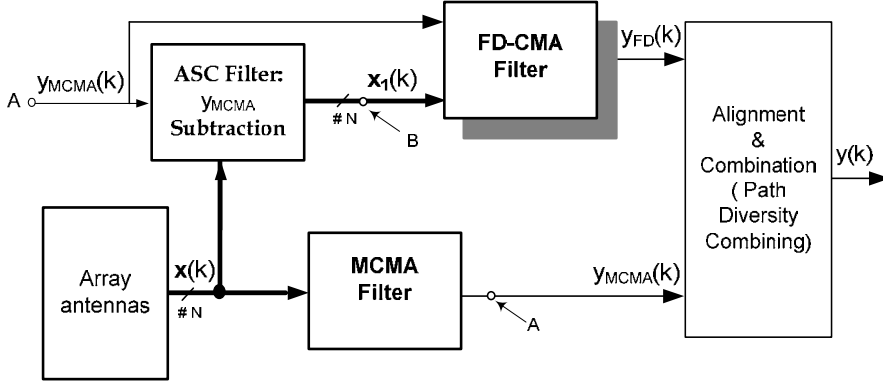 A
yMCMA(k)
ASC Filter:
yMCMA
Subtraction
# N
x1(k)
B
FD-CMA
Filter
yFD(k)
Alignment
&
Combination
( Path
Diversity
Combining)
y(k)
Array
antennas
x(k)
# N
MCMA
Filter
A
yMCMA(k)